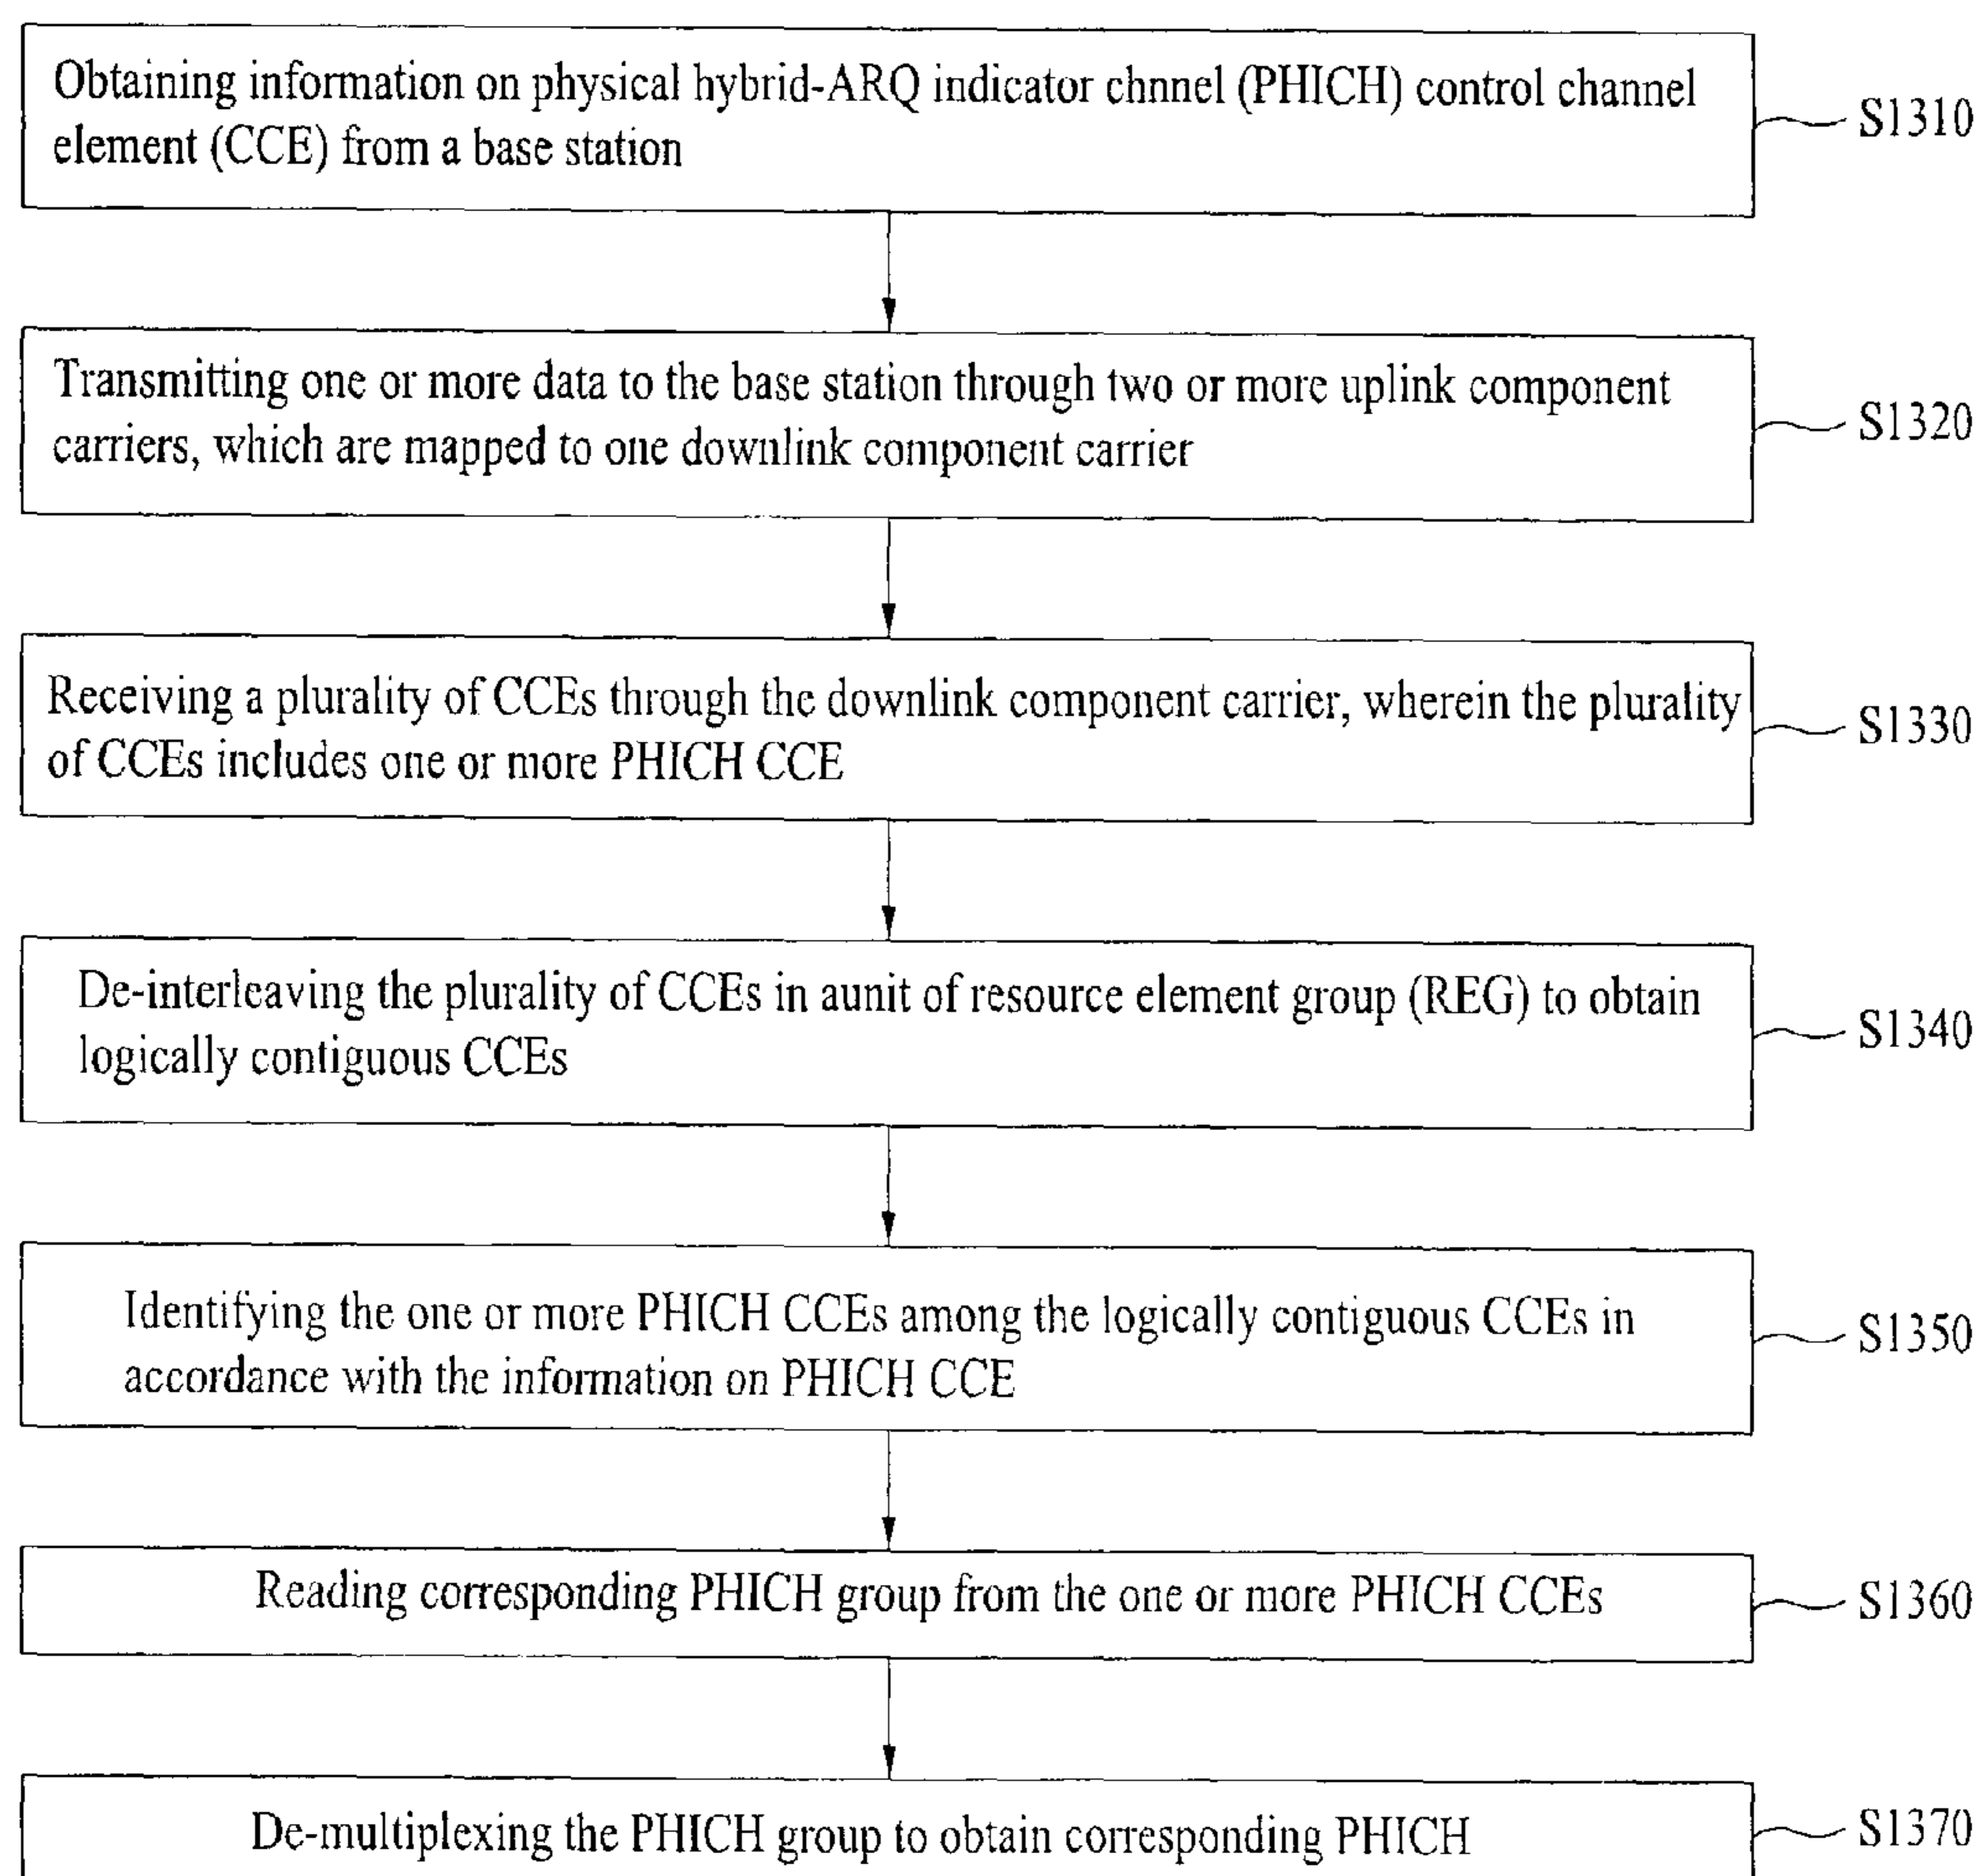 Obtaining information on physical hybrid-ARQ indicator chnnel (PHICH) control channel
element (CCE) from a base station
S1310
Transmitting one or more data to the base station through two or more uplink component
carriers, which are mapped to one downlink component carrier
S1320
Receiving a plurality of CCEs through the downlink component carrier, wherein the plurality
of CCEs includes one or more PHICH CCE
S1330
De-interleaving the plurality of CCEs in aunit of resource element group (REG) to obtain
logically contiguous CCEs
S1340
Identifying the one or more PHICH CCEs among the logically contiguous CCEs in
accordance with the information on PHICH CCE
S1350
Reading corresponding PHICH group from the one or more PHICH CCEs
S1360
De-multiplexing the PHICH group to obtain corresponding PHICH
S1370